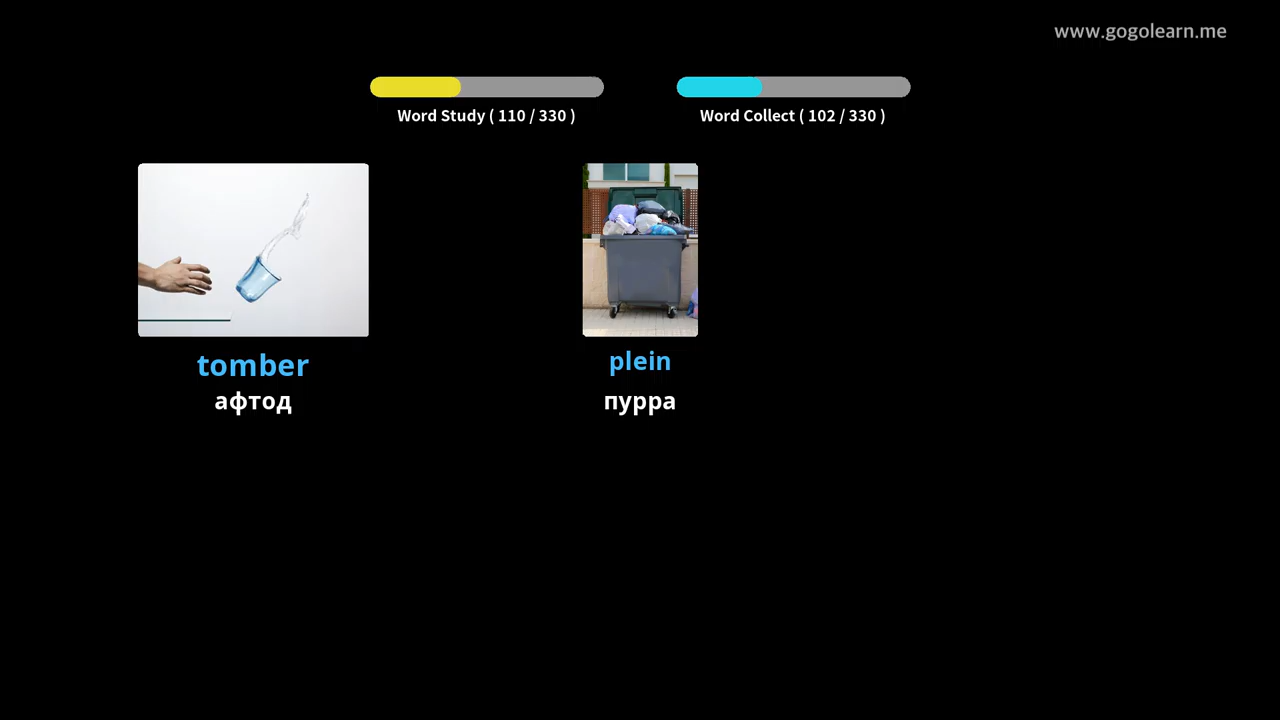 www.gogolearn.me
Word Study ( 110 / 330 )
Word Collect ( 102 / 330 )
tomber
афтод
plein
пурра